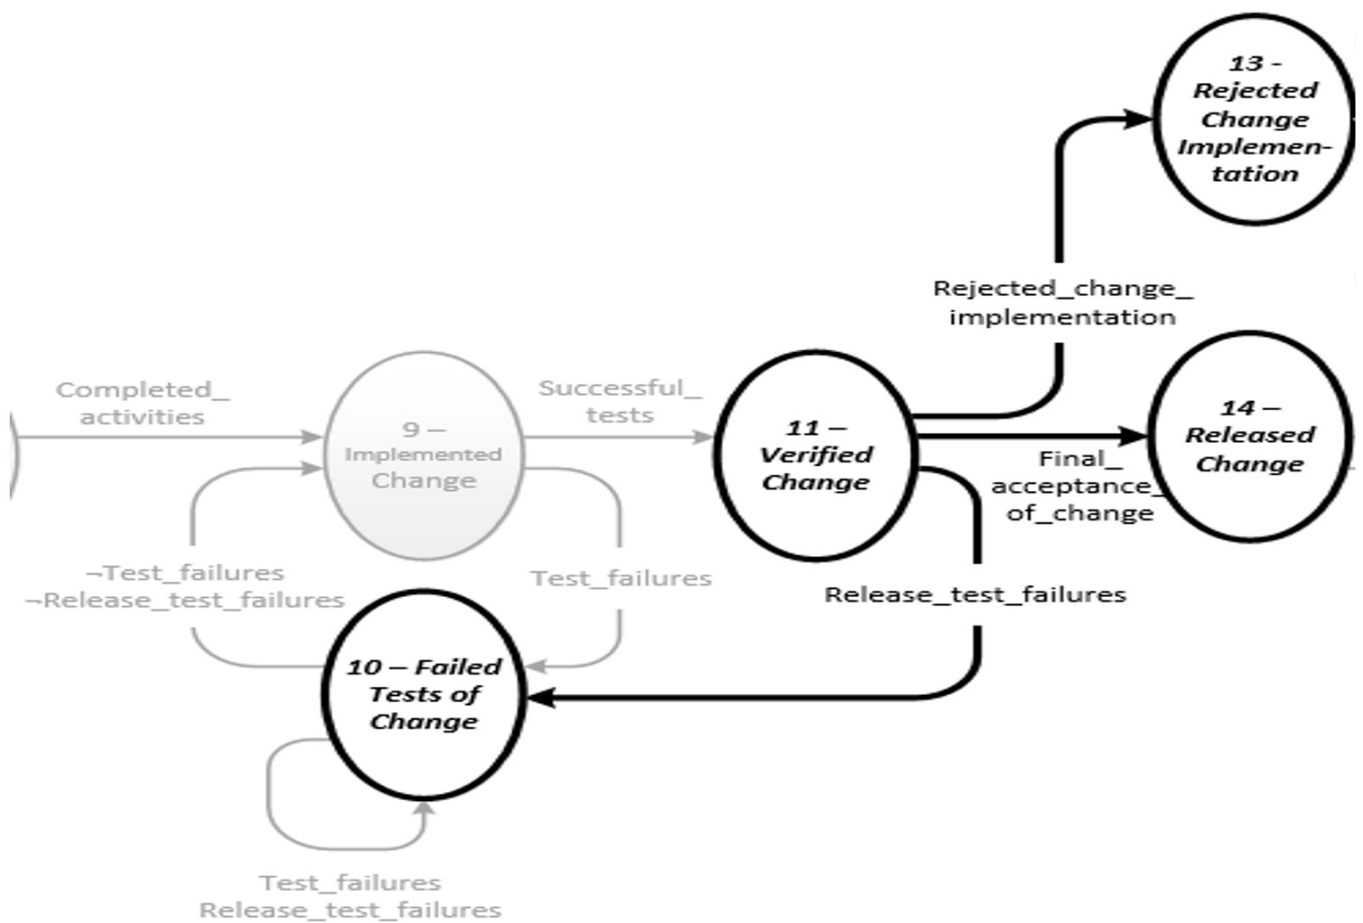 13 -
Rejected
Change
Implemen-
tation
Rejected_change_
implementation
Completed_
activities
9 –
Implemented
Change
Successful_
tests
11 –
Verified
Change
14 –
Released
Change
Final_
acceptance_
of_change
¬Test_failures
¬Release_test_failures
Test_failures
Release_test_failures
10 – Failed
Tests of
Change
Test_failures
Release_test_failures